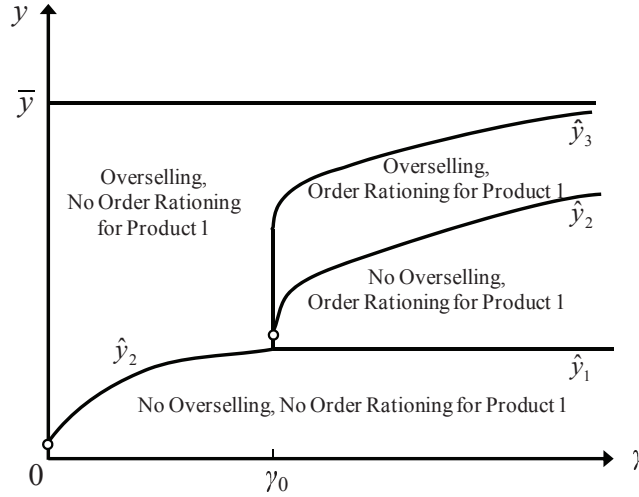 y
ȳ
ŷ₃
Overselling,
Order Rationing for Product 1
Overselling,
No Order Rationing
for Product 1
ŷ₂
No Overselling,
Order Rationing for Product 1
ŷ₂
ŷ₁
No Overselling, No Order Rationing for Product 1
0
γ₀
γ